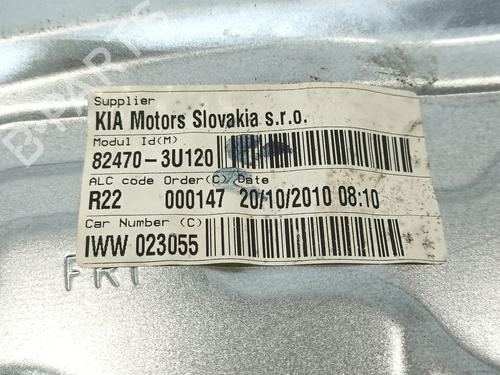 Supplier
KIA Motors Slovakia s.r.o.
Modul Id(M)
82470-3U120
ALC code Order(C) Date
R22 000147 20/10/2010 08:10
Car Number (C)
IWW 023055
FRT